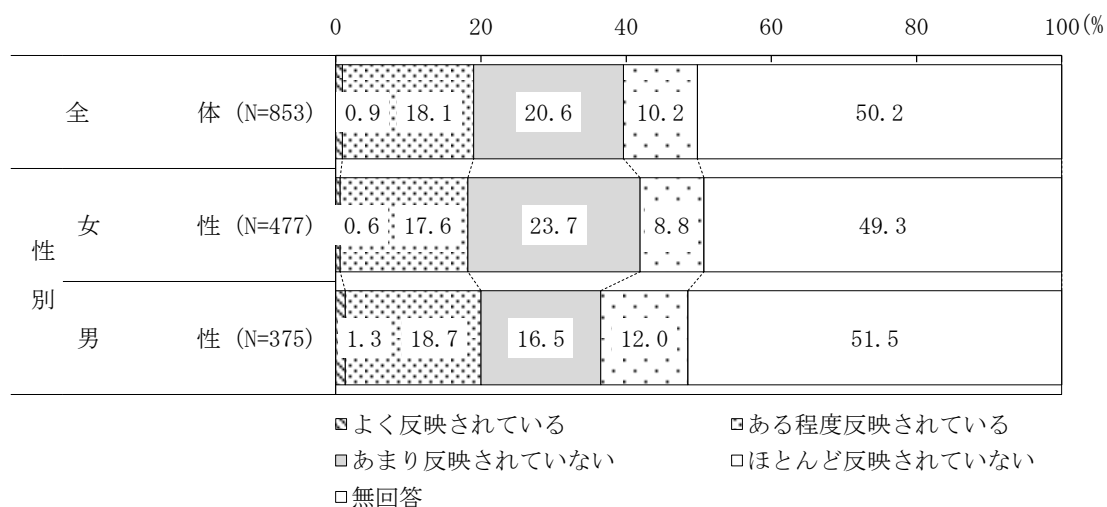 0 20 40 60 80 100(%
全 体 (N=853) 0.9 18.1 20.6 10.2 50.2
性別
女 性 (N=477) 0.6 17.6 23.7 8.8 49.3
男 性 (N=375) 1.3 18.7 16.5 12.0 51.5
よく反映されている ある程度反映されている
あまり反映されていない ほとんど反映されていない
無回答